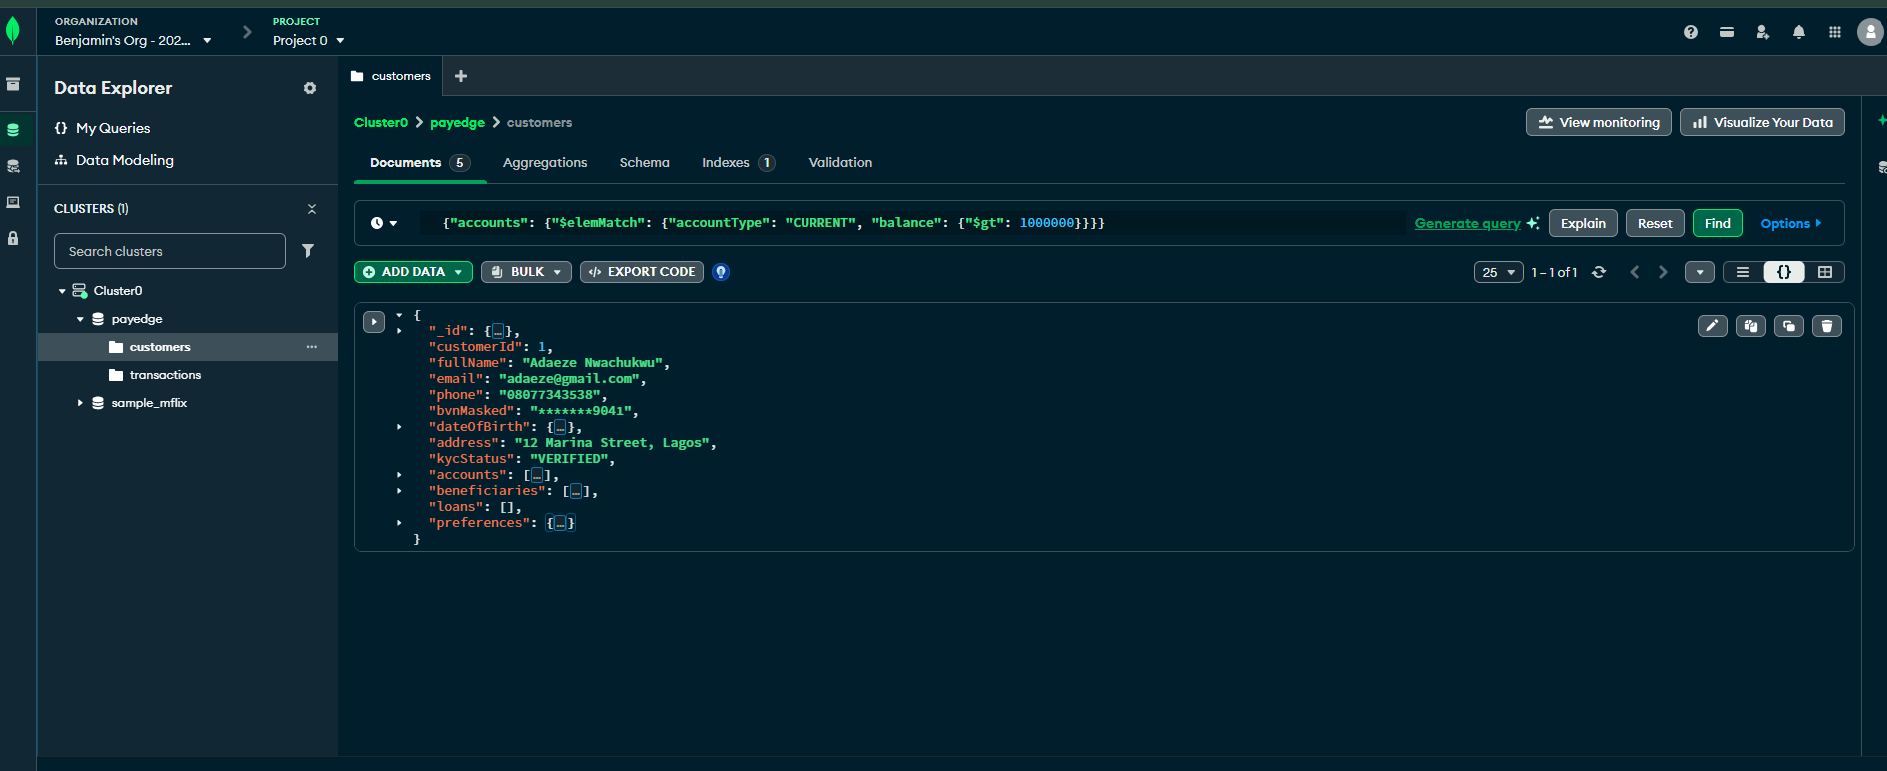 ORGANIZATION
Benjamin's Org - 202...
PROJECT
Project 0
Data Explorer
My Queries
Data Modeling
CLUSTERS (1)
Search clusters
Cluster0
payedge
customers
transactions
sample_mflix
customers
Cluster0 > payedge > customers
View monitoring
Visualize Your Data
Documents 5
Aggregations
Schema
Indexes 1
Validation
{"accounts": {"$elemMatch": {"accountType": "CURRENT", "balance": {"$gt": 1000000}}}}
Generate query
Explain
Reset
Find
Options
ADD DATA
BULK
</> EXPORT CODE
25
1 – 1 of 1
{}
{
"_id": {…},
"customerId": 1,
"fullName": "Adaeze Nwachukwu",
"email": "adaeze@gmail.com",
"phone": "08077343538",
"bvnMasked": "*******9041",
"dateOfBirth": {…},
"address": "12 Marina Street, Lagos",
"kycStatus": "VERIFIED",
"accounts": […],
"beneficiaries": […],
"loans": [],
"preferences": {…}
}